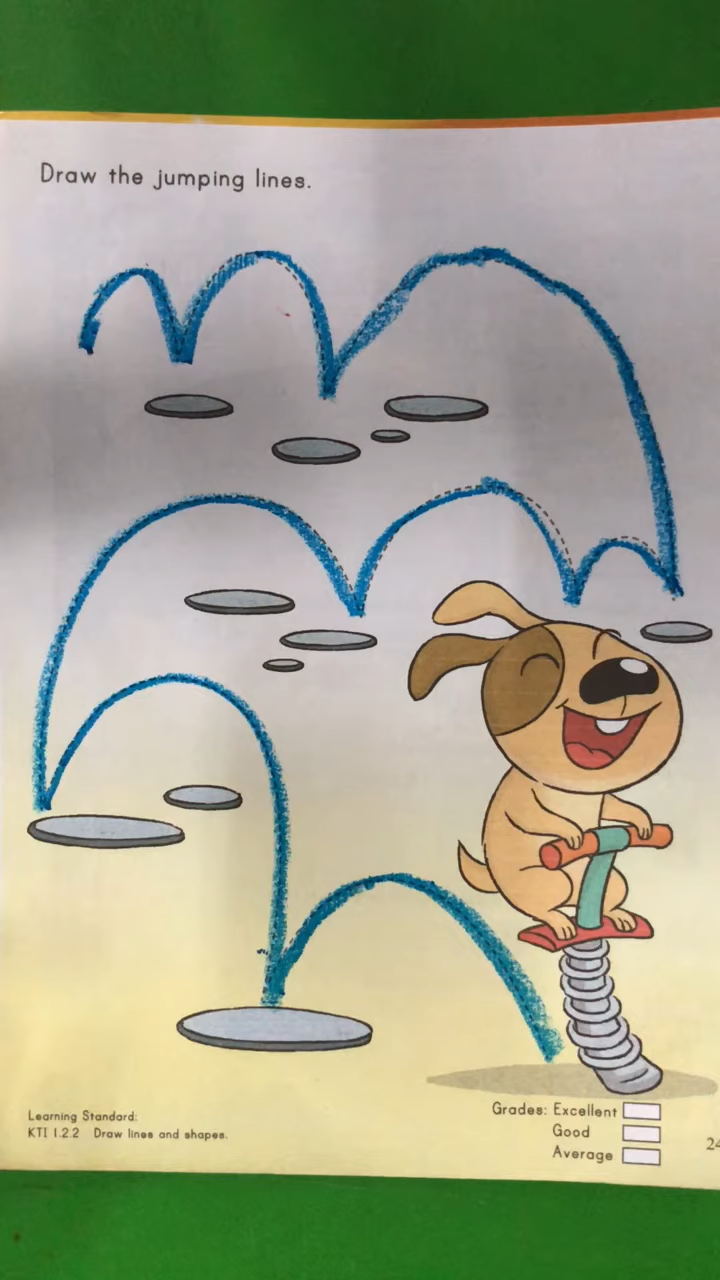 Draw the jumping lines.
Learning Standard:
KTI 1.2.2 Draw lines and shapes.
Grades: Excellent
Good
Average
24